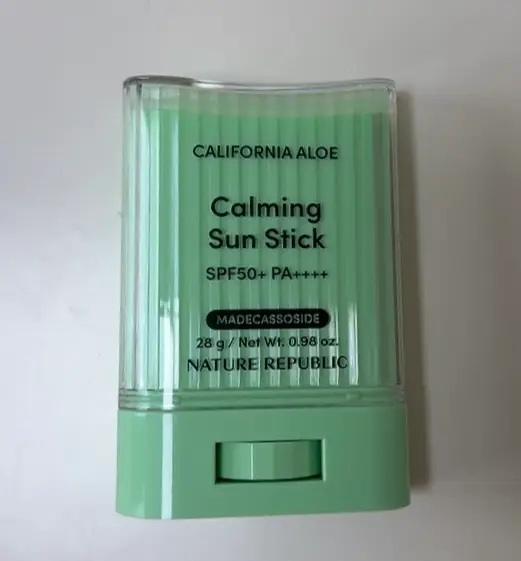 CALIFORNIA ALOE
Calming
Sun Stick
SPF50+ PA++++
MADECASSOSIDE
28 g / Net Wt. 0.98 oz.
NATURE REPUBLIC